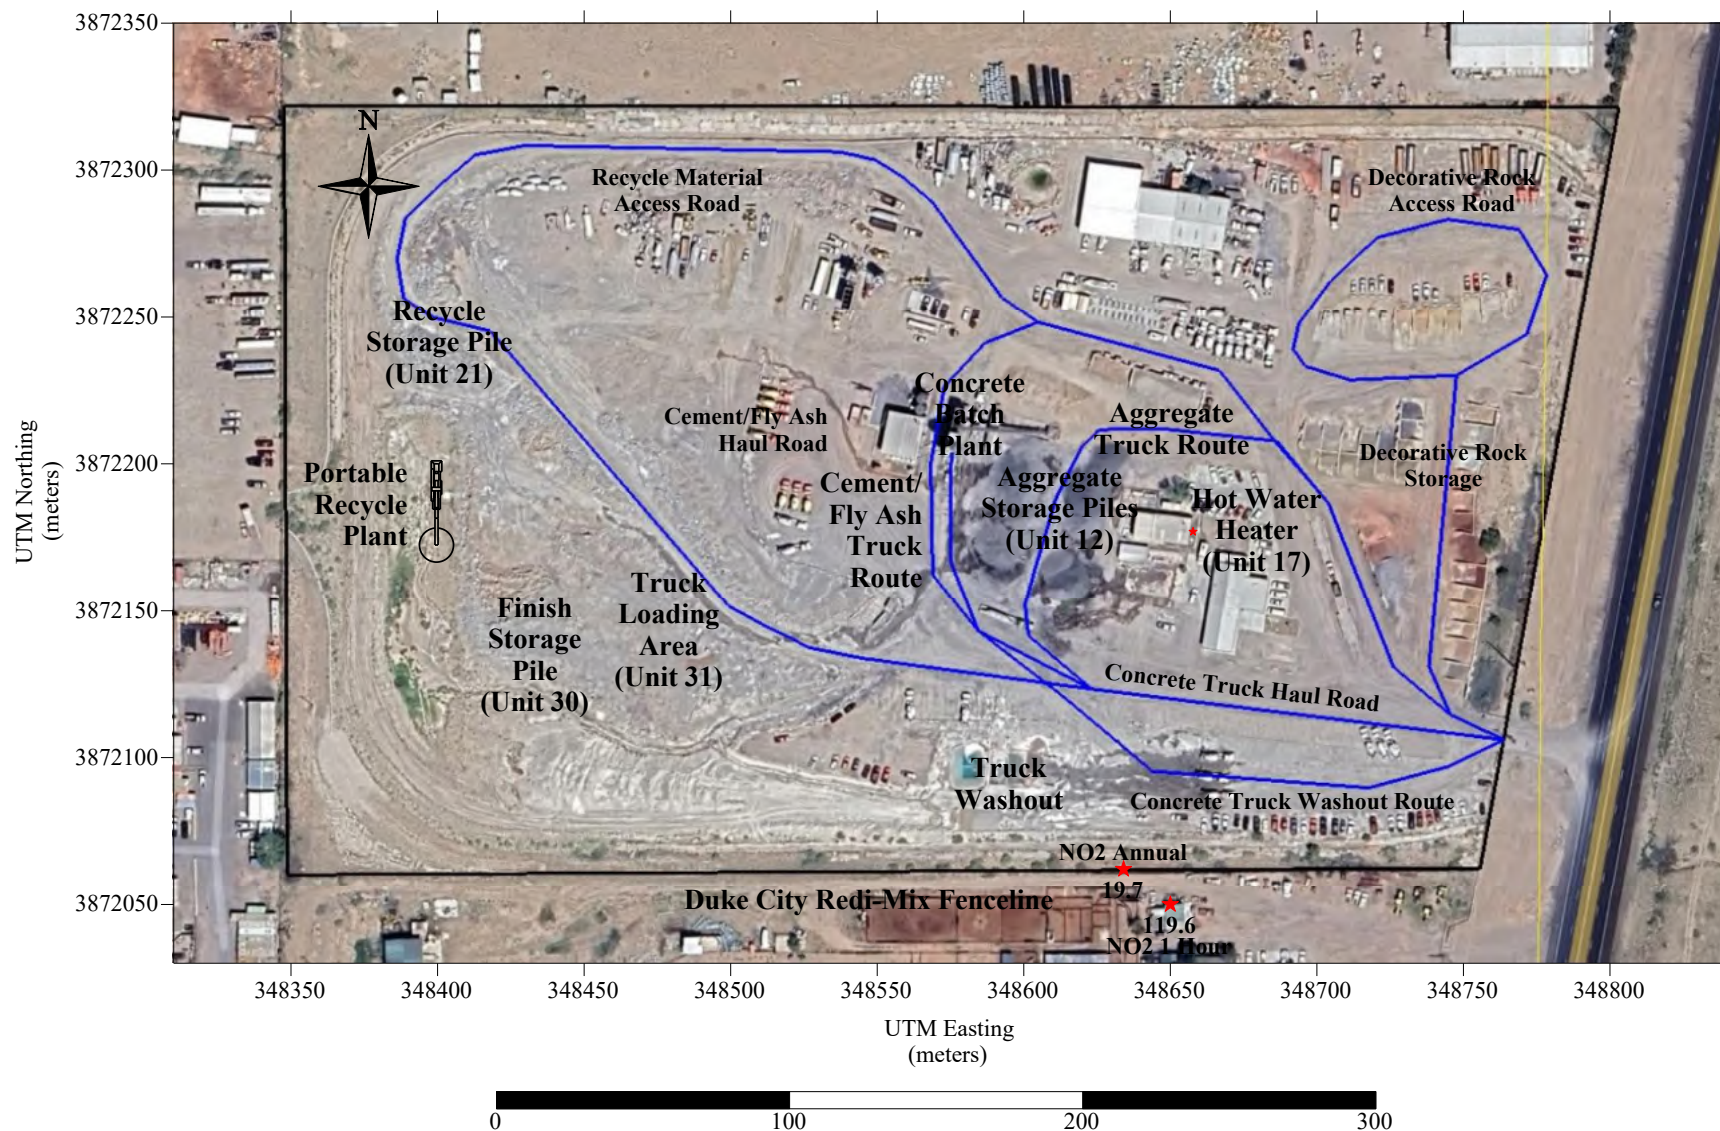 3872350
3872300
3872250
3872200
3872150
3872100
3872050
UTM Northing
(meters)
N
Recycle Material
Access Road
Decorative Rock
Access Road
Recycle
Storage Pile
(Unit 21)
Concrete
Batch
Plant
Cement/Fly Ash
Haul Road
Aggregate
Truck Route
Decorative Rock
Storage
Portable
Recycle
Plant
Cement/
Fly Ash
Truck
Route
Aggregate
Storage Piles
(Unit 12)
Hot Water
Heater
(Unit 17)
Finish
Storage
Pile
(Unit 30)
Truck
Loading
Area
(Unit 31)
Concrete Truck Haul Road
Truck
Washout
Concrete Truck Washout Route
NO2 Annual
19.7
Duke City Redi-Mix Fenceline
119.6
NO2 1 Hour
348350
348400
348450
348500
348550
348600
348650
348700
348750
348800
UTM Easting
(meters)
0
100
200
300